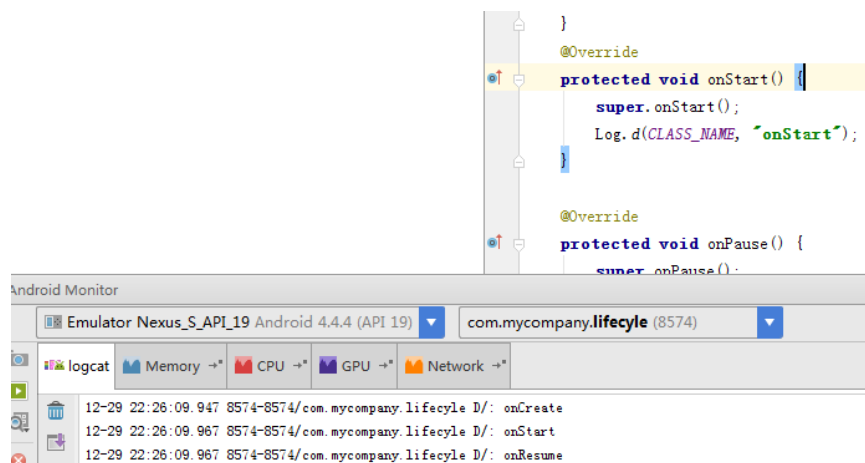 }
@Override
protected void onStart() {
super.onStart();
Log.d(CLASS_NAME, "onStart");
}
@Override
protected void onPause() {
super.onPause();
Android Monitor
Emulator Nexus_S_API_19 Android 4.4.4 (API 19)
com.mycompany.lifecyle (8574)
logcat Memory CPU GPU Network
12-29 22:26:09.947 8574-8574/com.mycompany.lifecyle D/: onCreate
12-29 22:26:09.967 8574-8574/com.mycompany.lifecyle D/: onStart
12-29 22:26:09.967 8574-8574/com.mycompany.lifecyle D/: onResume